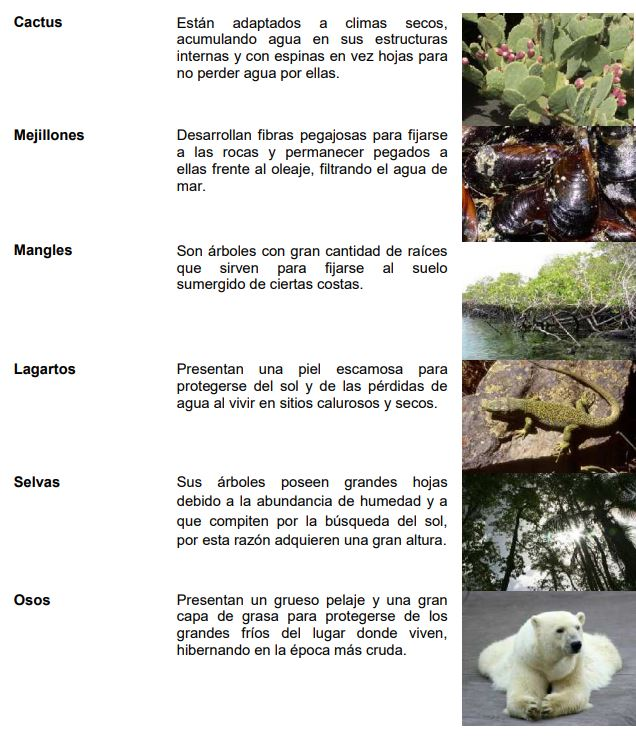 Cactus
Están adaptados a climas secos,
acumulando agua en sus estructuras
internas y con espinas en vez hojas para
no perder agua por ellas.
Mejillones
Desarrollan fibras pegajosas para fijarse
a las rocas y permanecer pegados a
ellas frente al oleaje, filtrando el agua de
mar.
Mangles
Son árboles con gran cantidad de raíces
que sirven para fijarse al suelo
sumergido de ciertas costas.
Lagartos
Presentan una piel escamosa para
protegerse del sol y de las pérdidas de
agua al vivir en sitios calurosos y secos.
Selvas
Sus árboles poseen grandes hojas
debido a la abundancia de humedad y a
que compiten por la búsqueda del sol,
por esta razón adquieren una gran altura.
Osos
Presentan un grueso pelaje y una gran
capa de grasa para protegerse de los
grandes fríos del lugar donde viven,
hibernando en la época más cruda.